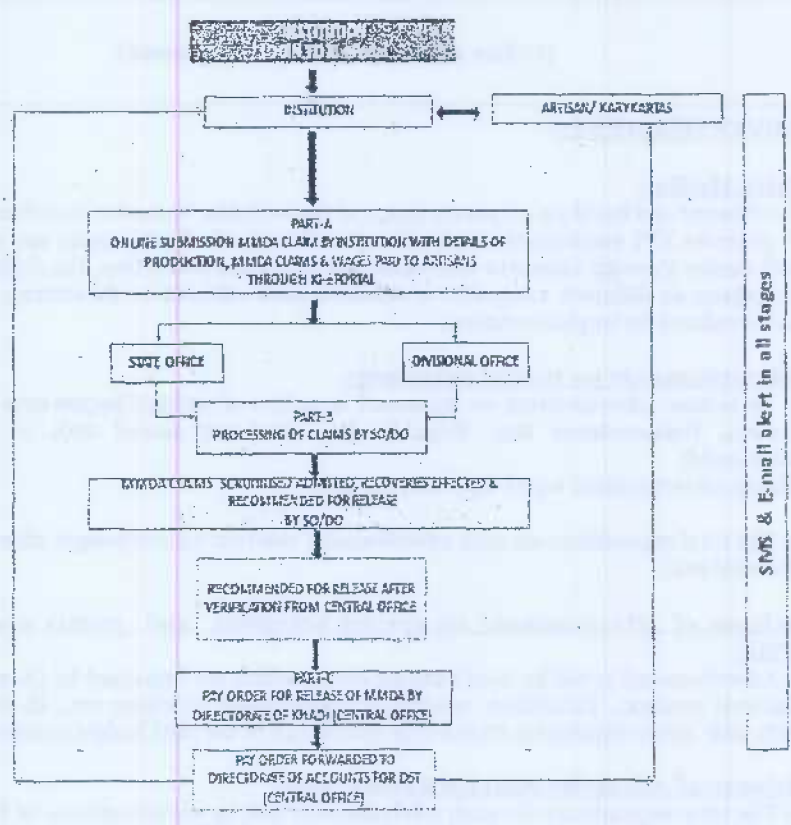 INSTITUTION
ARTISAN/ KARYKARTAS
PART-A
ONLINE SUBMISSION MMDA CLAIM BY INSTITUTION WITH DETAILS OF
PRODUCTION, MMDA CLAIMS & WAGES PAID TO ARTISANS
THROUGH
STATE OFFICE
DIVISIONAL OFFICE
PART-B
PROCESSING OF CLAIMS BY SO/DO
CLAIMS SCRUTINISED ADMITTED, RECOVERIES EFFECTED &
RECOMMENDED FOR RELEASE
BY SO/DO
RECOMMENDED FOR RELEASE AFTER
VERIFICATION FROM CENTRAL OFFICE
PART-C
PAY ORDER FOR RELEASE OF MMDA BY
DIRECTORATE OF KHADI [CENTRAL OFFICE]
PAY ORDER FORWARDED TO
DIRECTORATE OF ACCOUNTS FOR
[CENTRAL OFFICE]
SMS & E-mail alert in all stages